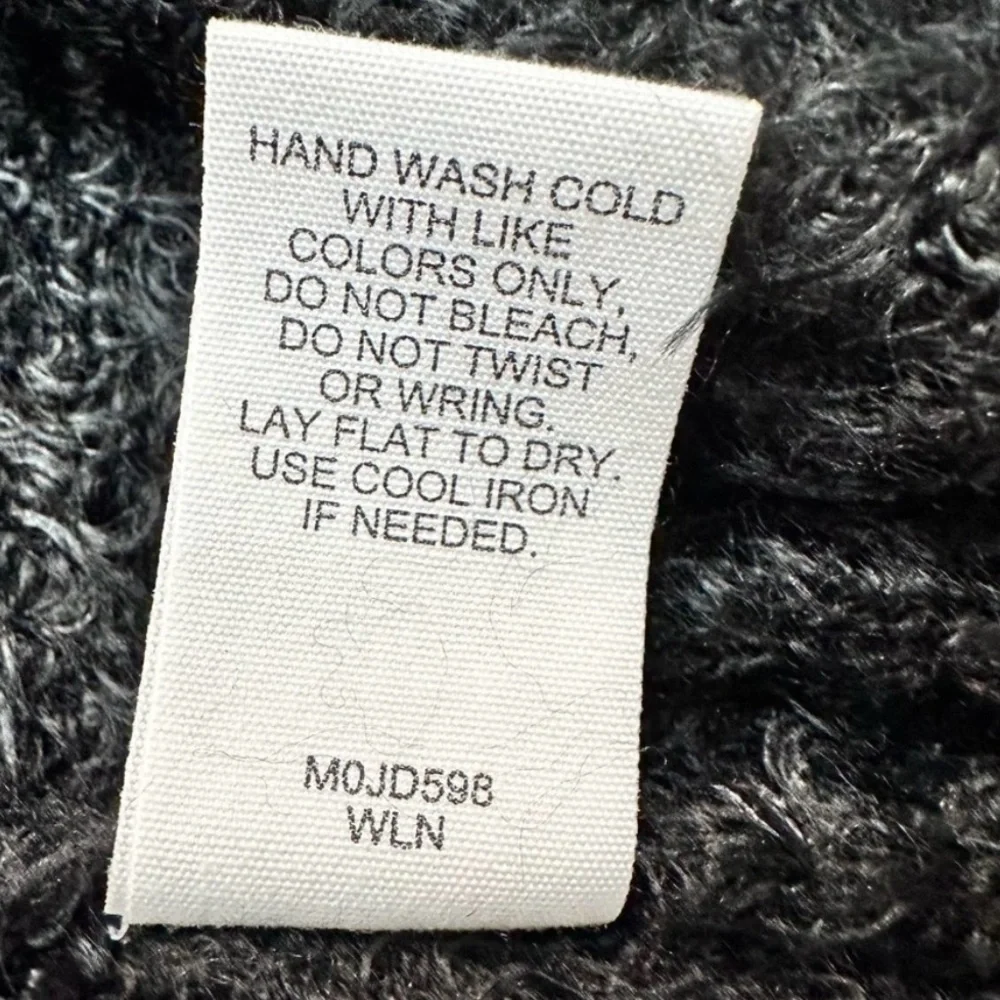 HAND WASH COLD
WITH LIKE
COLORS ONLY,
DO NOT BLEACH,
DO NOT TWIST
OR WRING.
LAY FLAT TO DRY.
USE COOL IRON
IF NEEDED.
M0JD598
WLN